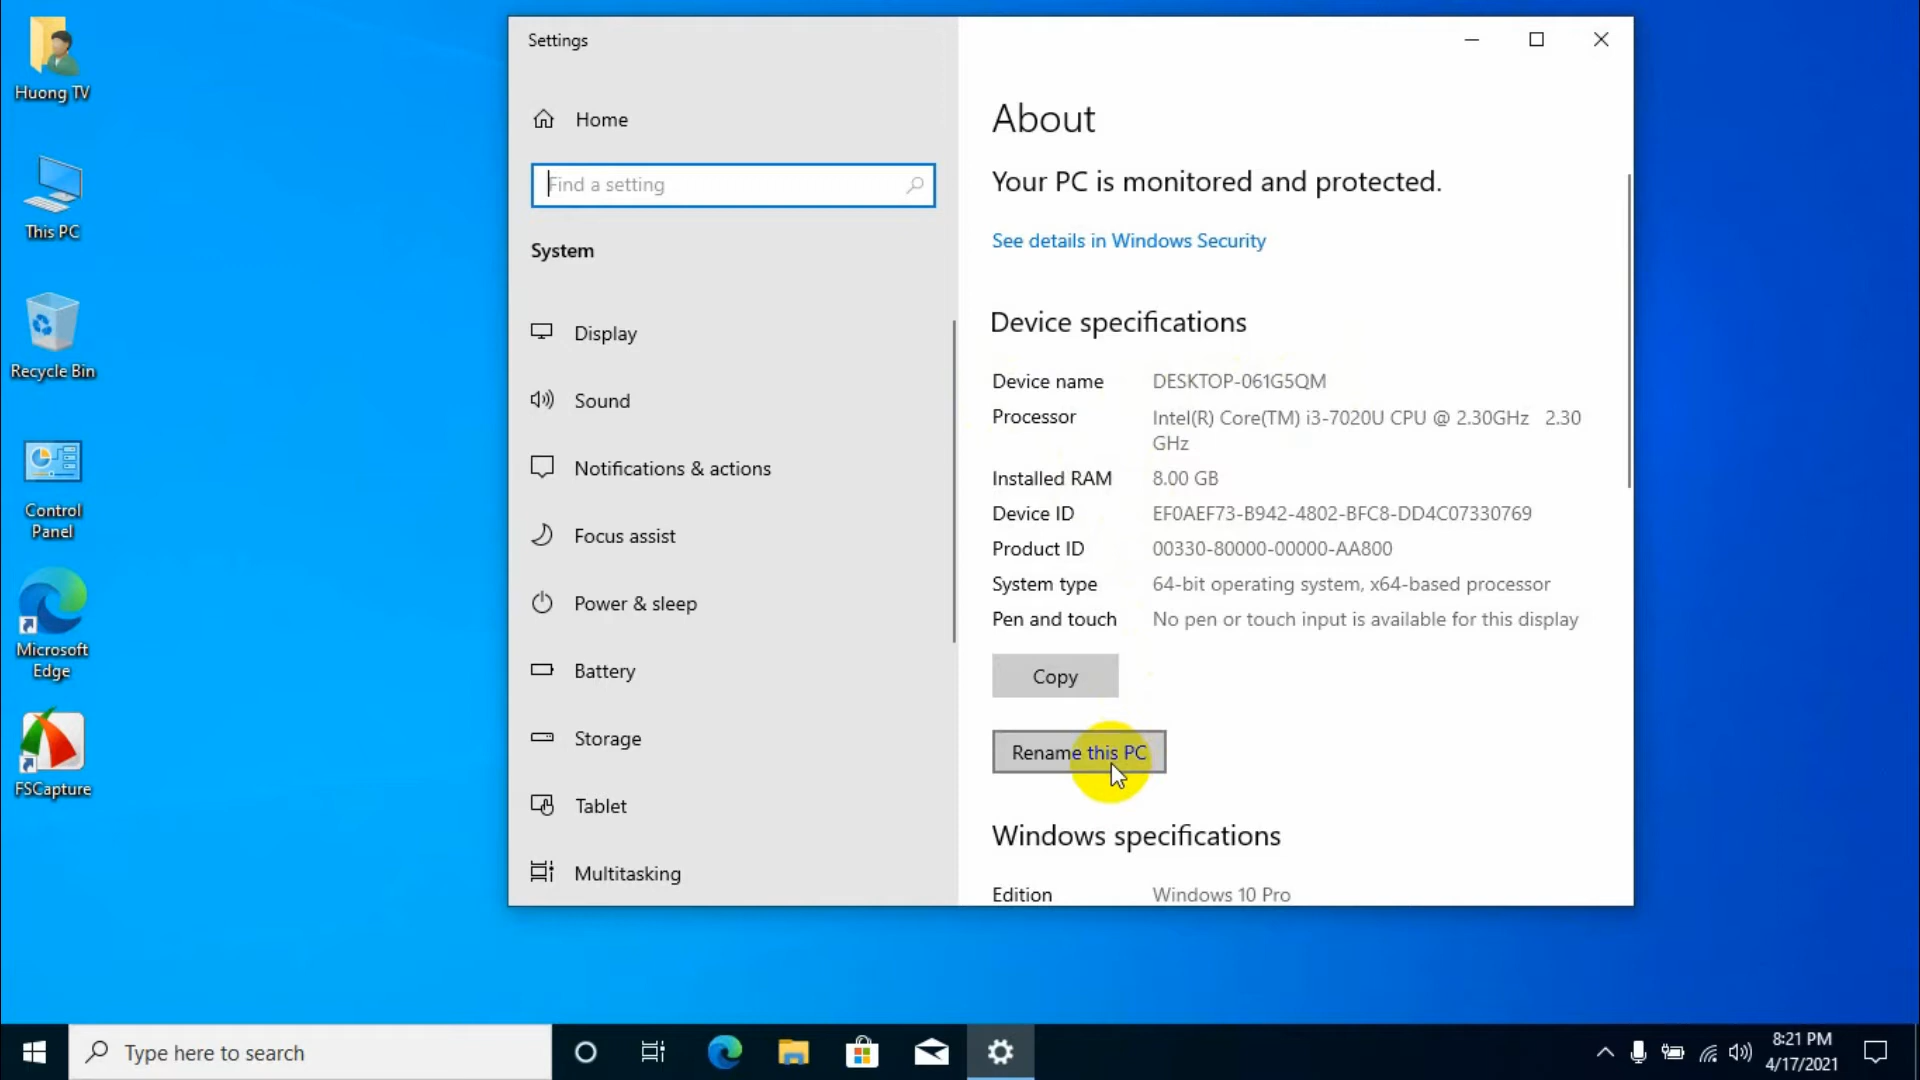 Huong TV
This PC
Recycle Bin
Control
Panel
Microsoft
Edge
FSCapture
Settings
Home
Find a setting
System
Display
Sound
Notifications & actions
Focus assist
Power & sleep
Battery
Storage
Tablet
Multitasking
About
Your PC is monitored and protected.
See details in Windows Security
Device specifications
Device name DESKTOP-061G5QM
Processor Intel(R) Core(TM) i3-7020U CPU @ 2.30GHz 2.30
GHz
Installed RAM 8.00 GB
Device ID EF0AEF73-B942-4802-BFC8-DD4C07330769
Product ID 00330-80000-00000-AA800
System type 64-bit operating system, x64-based processor
Pen and touch No pen or touch input is available for this display
Copy
Rename this PC
Windows specifications
Edition Windows 10 Pro
Type here to search
8:21 PM
4/17/2021